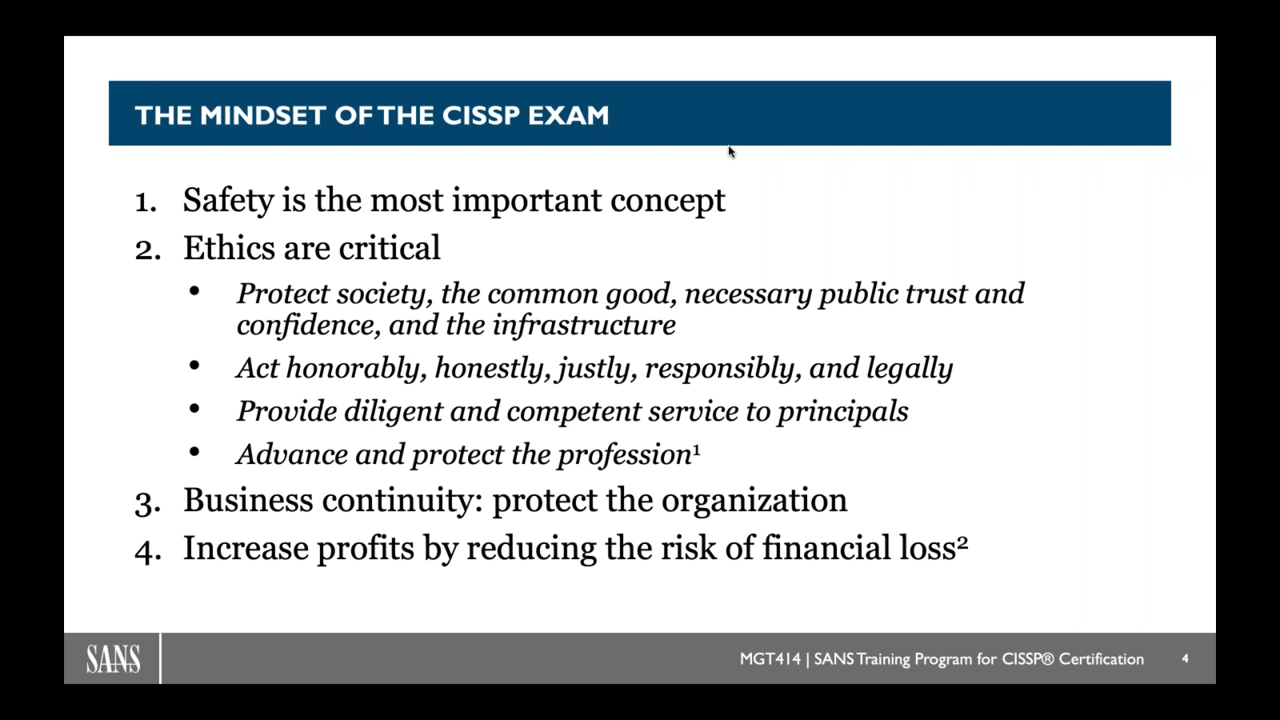 THE MINDSET OF THE CISSP EXAM
1. Safety is the most important concept
2. Ethics are critical
• Protect society, the common good, necessary public trust and
confidence, and the infrastructure
• Act honorably, honestly, justly, responsibly, and legally
• Provide diligent and competent service to principals
• Advance and protect the profession¹
3. Business continuity: protect the organization
4. Increase profits by reducing the risk of financial loss²
SANS
MGT414 | SANS Training Program for CISSP® Certification
4